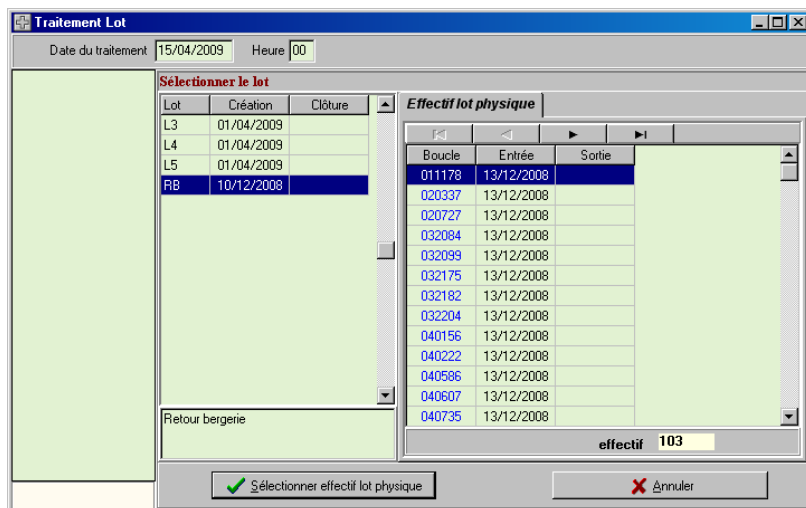 Traitement Lot
Date du traitement 15/04/2009 Heure 00
Sélectionner le lot
Lot Création Clôture
L3 01/04/2009
L4 01/04/2009
L5 01/04/2009
RB 10/12/2008
Retour bergerie
Effectif lot physique
Boucle Entrée Sortie
011178 13/12/2008
020337 13/12/2008
020727 13/12/2008
032084 13/12/2008
032099 13/12/2008
032175 13/12/2008
032182 13/12/2008
032204 13/12/2008
040156 13/12/2008
040222 13/12/2008
040586 13/12/2008
040607 13/12/2008
040735 13/12/2008
effectif 103
Sélectionner effectif lot physique
Annuler